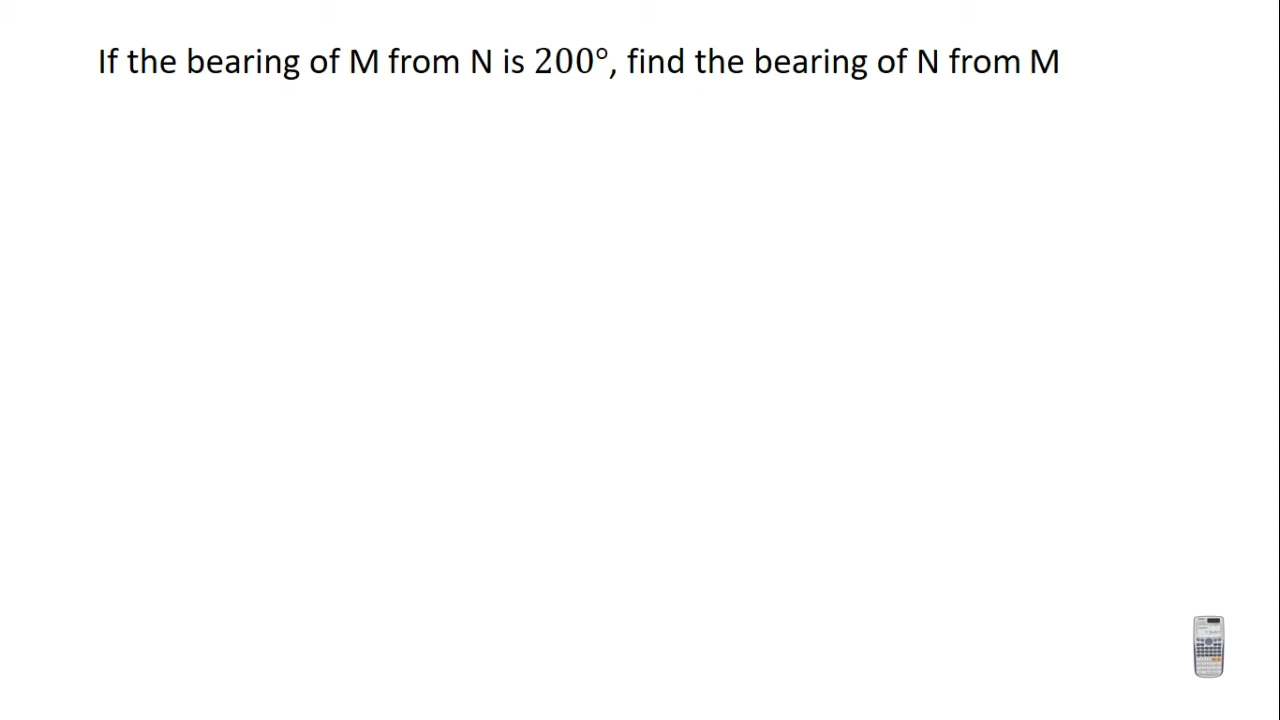 If the bearing of M from N is 200°, find the bearing of N from M